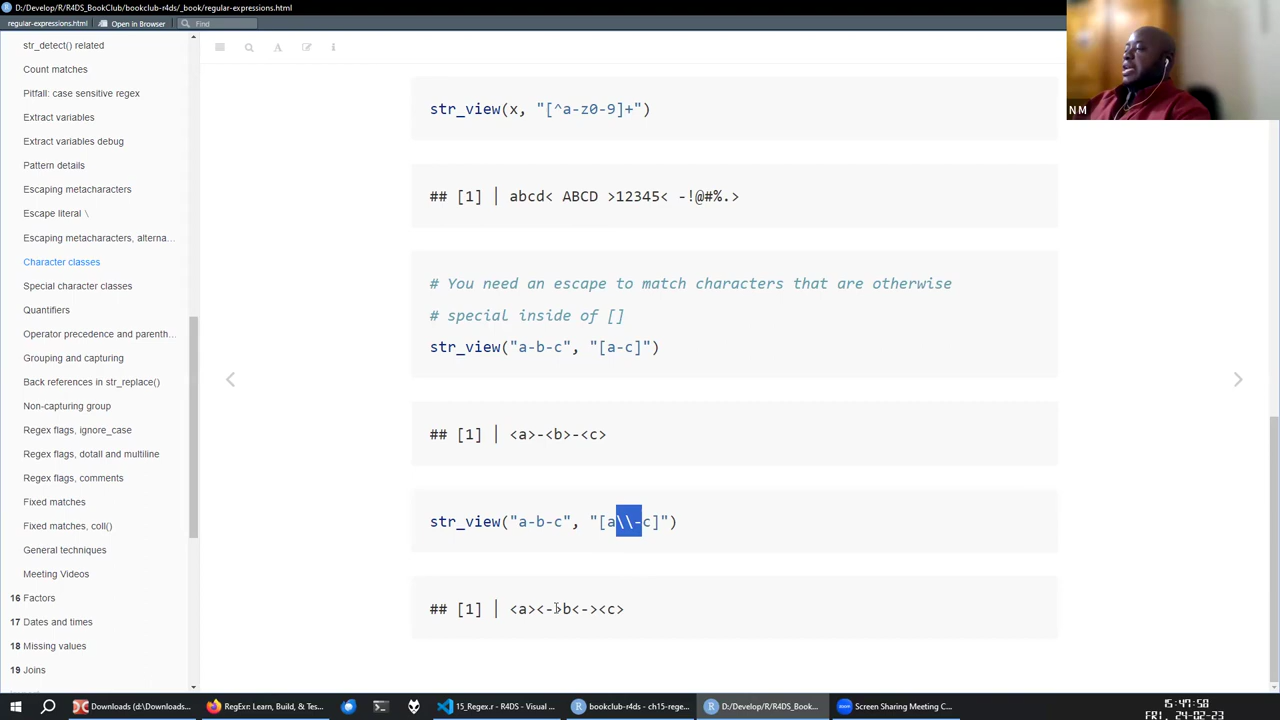 D:/Develop/R/R4DS_BookClub/bookclub-r4ds/_book/regular-expressions.html
regular-expressions.html
Open in Browser
Find
str_detect() related
Count matches
Pitfall: case sensitive regex
Extract variables
Extract variables debug
Pattern details
Escaping metacharacters
Escape literal \
Escaping metacharacters, alterna...
Character classes
Special character classes
Quantifiers
Operator precedence and parenth...
Grouping and capturing
Back references in str_replace()
Non-capturing group
Regex flags, ignore_case
Regex flags, dotall and multiline
Regex flags, comments
Fixed matches
Fixed matches, coll()
General techniques
Meeting Videos
16 Factors
17 Dates and times
18 Missing values
19 Joins
str_view(x, "[^a-z0-9]+")
## [1] │ abcd< ABCD >12345< -!@#%.>
# You need an escape to match characters that are otherwise
# special inside of []
str_view("a-b-c", "[a-c]")
## [1] │ <a>-<b>-<c>
str_view("a-b-c", "[a\\-c]")
## [1] │ <a><->b<-><c>
NM
Downloads (d:\Downloads...
RegExr: Learn, Build, & Tes...
15_Regex.r - R4DS - Visual ...
bookclub-r4ds - ch15-rege...
D:/Develop/R/R4DS_Book...
Screen Sharing Meeting C...
15:49:58
FRI, 24-02-23